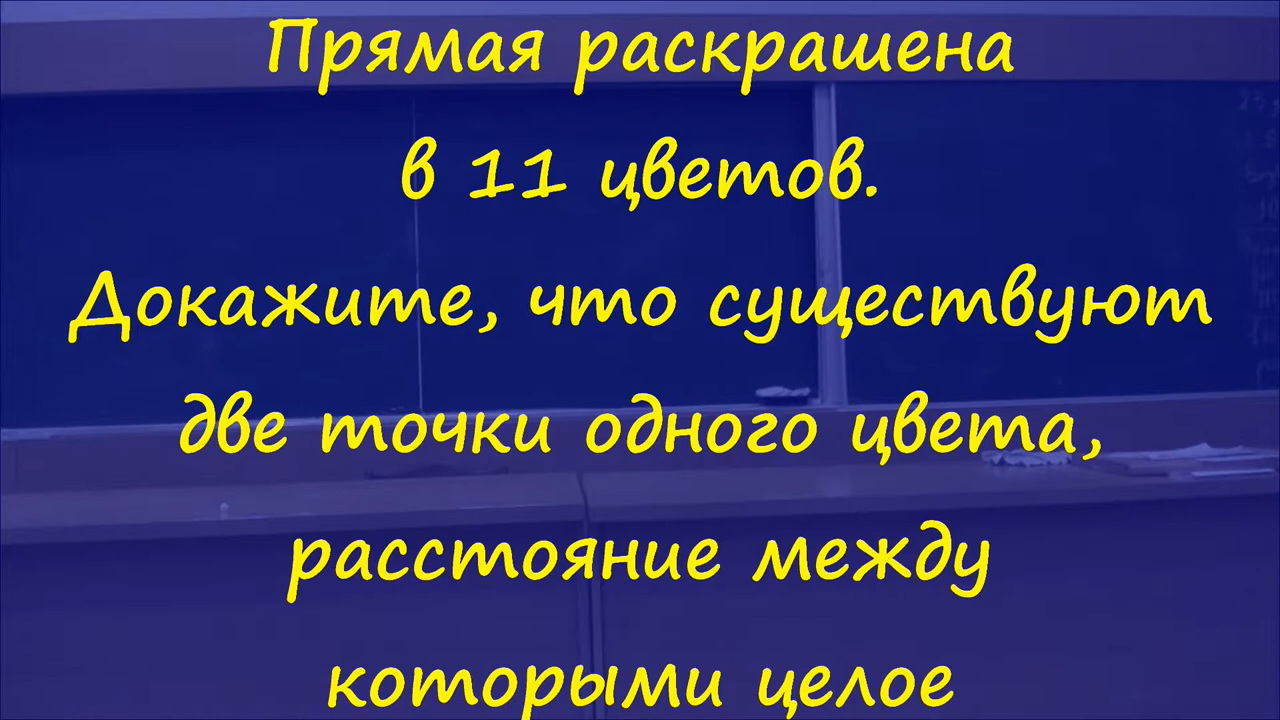 Прямая раскрашена
в 11 цветов.
Докажите, что существуют
две точки одного цвета,
расстояние между
которыми целое